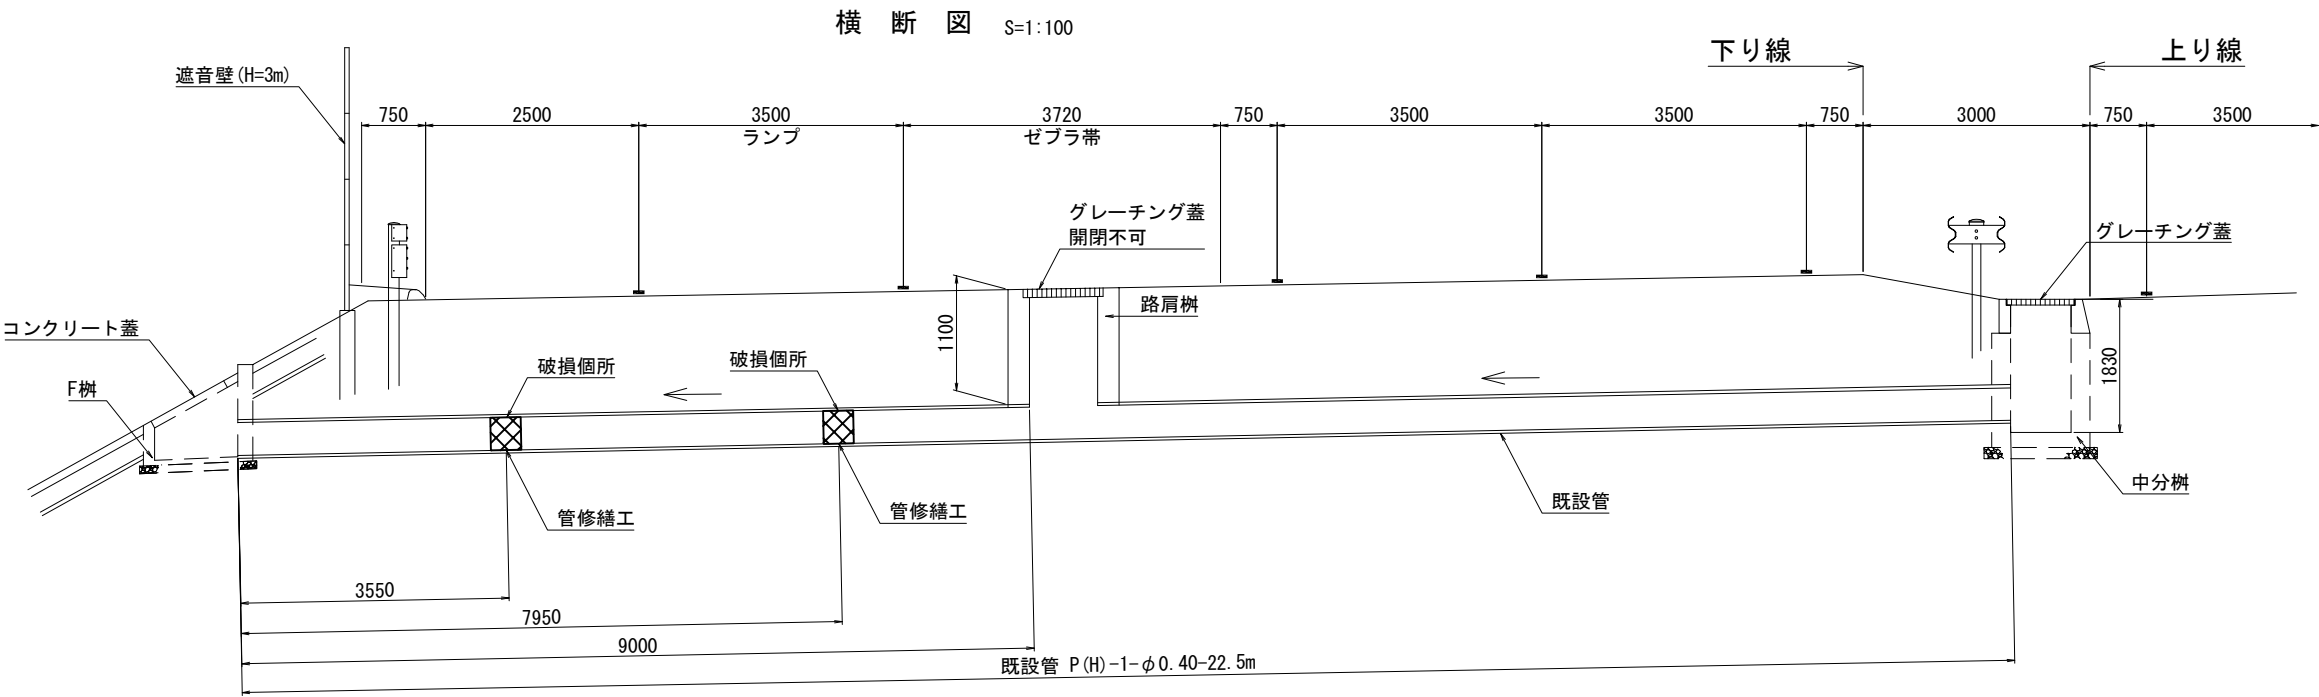 横 断 図 S=1:100
下り線
上り線
遮音壁(H=3m)
750
2500
3500
3720
750
3500
3500
750
3000
750
3500
ランプ
ゼブラ帯
グレーチング蓋
開閉不可
グレーチング蓋
路肩桝
コンクリート蓋
1100
1830
破損個所
破損個所
F桝
中分桝
既設管
管修繕工
管修繕工
3550
7950
9000
既設管 P(H)-1-φ0.40-22.5m